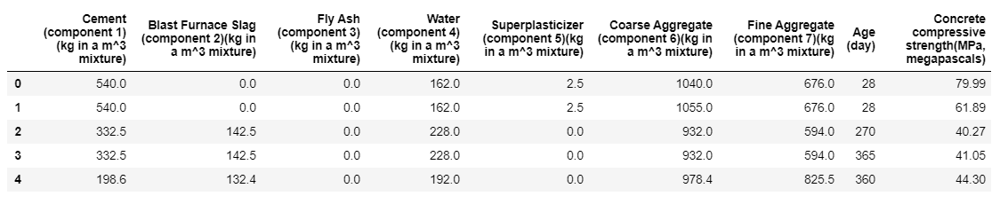 Cement (component 1)(kg in a m^3 mixture) Blast Furnace Slag (component 2)(kg in a m^3 mixture) Fly Ash (component 3)(kg in a m^3 mixture) Water (component 4)(kg in a m^3 mixture) Superplasticizer (component 5)(kg in a m^3 mixture) Coarse Aggregate (component 6)(kg in a m^3 mixture) Fine Aggregate (component 7)(kg in a m^3 mixture) Age (day) Concrete compressive strength(MPa, megapascals)
0 540.0 0.0 0.0 162.0 2.5 1040.0 676.0 28 79.99
1 540.0 0.0 0.0 162.0 2.5 1055.0 676.0 28 61.89
2 332.5 142.5 0.0 228.0 0.0 932.0 594.0 270 40.27
3 332.5 142.5 0.0 228.0 0.0 932.0 594.0 365 41.05
4 198.6 132.4 0.0 192.0 0.0 978.4 825.5 360 44.30